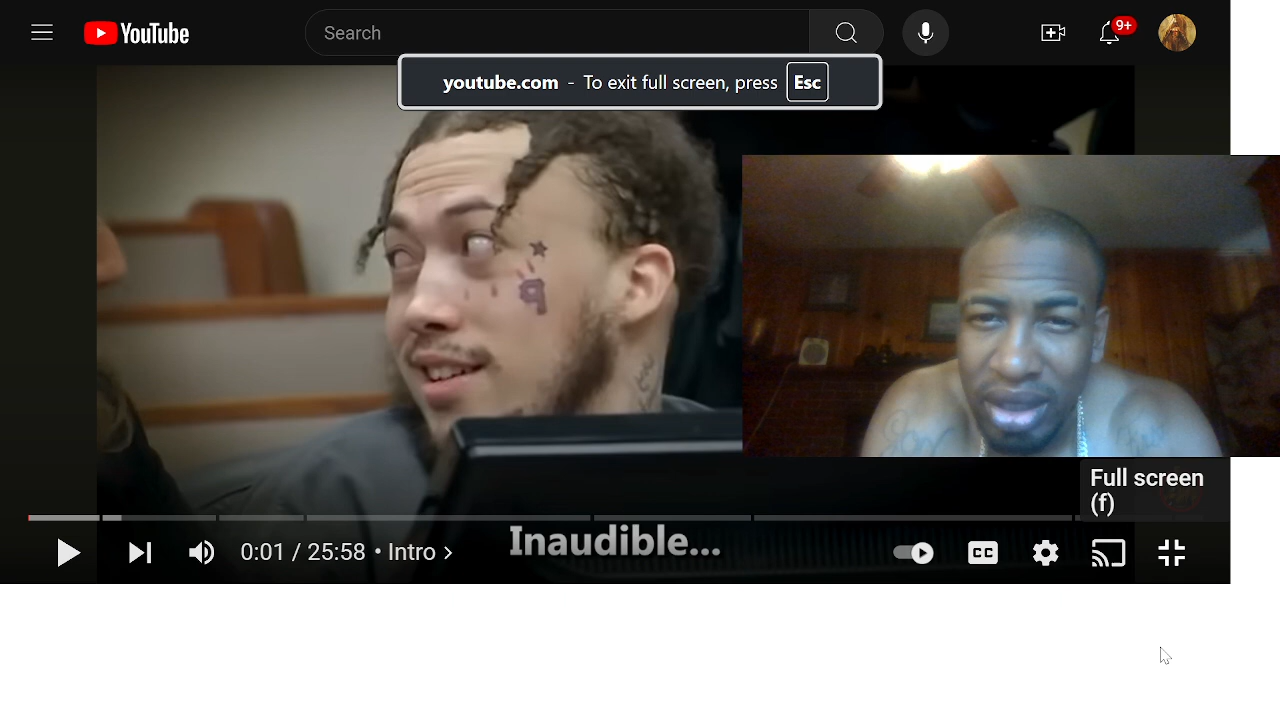 YouTube
Search
9+
youtube.com - To exit full screen, press Esc
Full screen
(f)
Inaudible...
0:01 / 25:58 • Intro >
CC